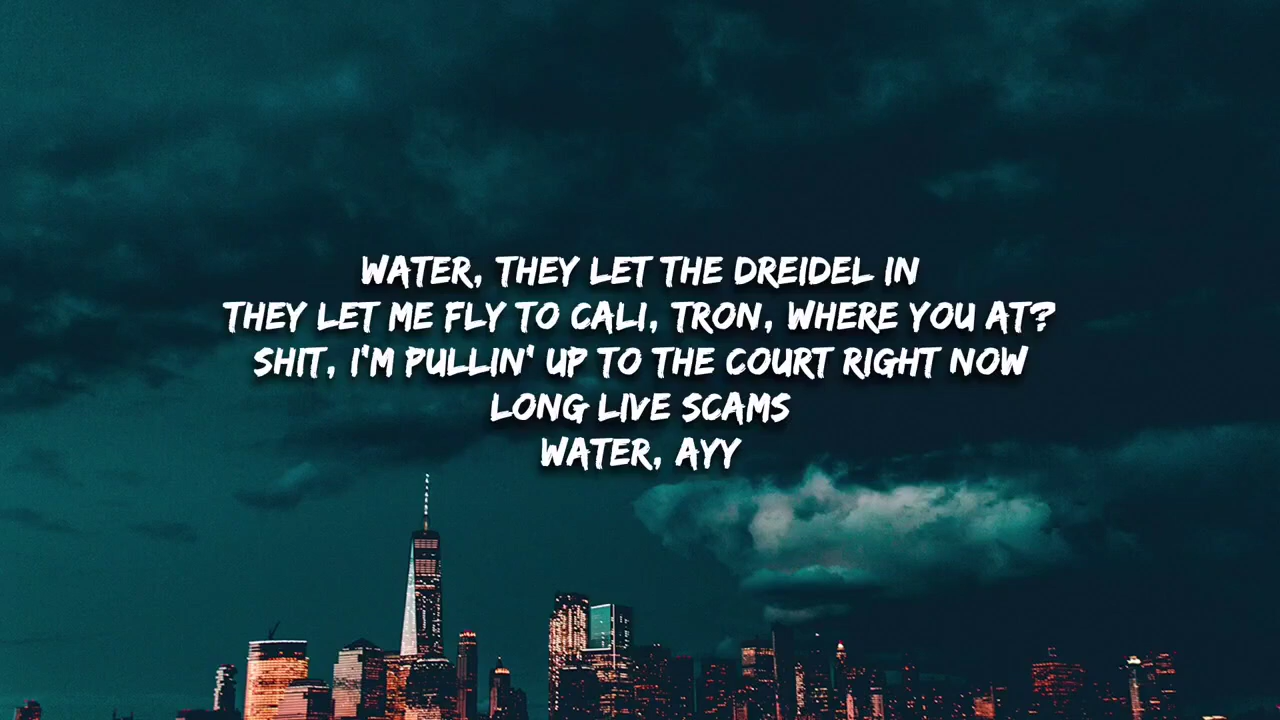 WATER, THEY LET THE DREIDEL IN
THEY LET ME FLY TO CALI, TRON, WHERE YOU AT?
SHIT, I'M PULLIN' UP TO THE COURT RIGHT NOW
LONG LIVE SCAMS
WATER, AYY